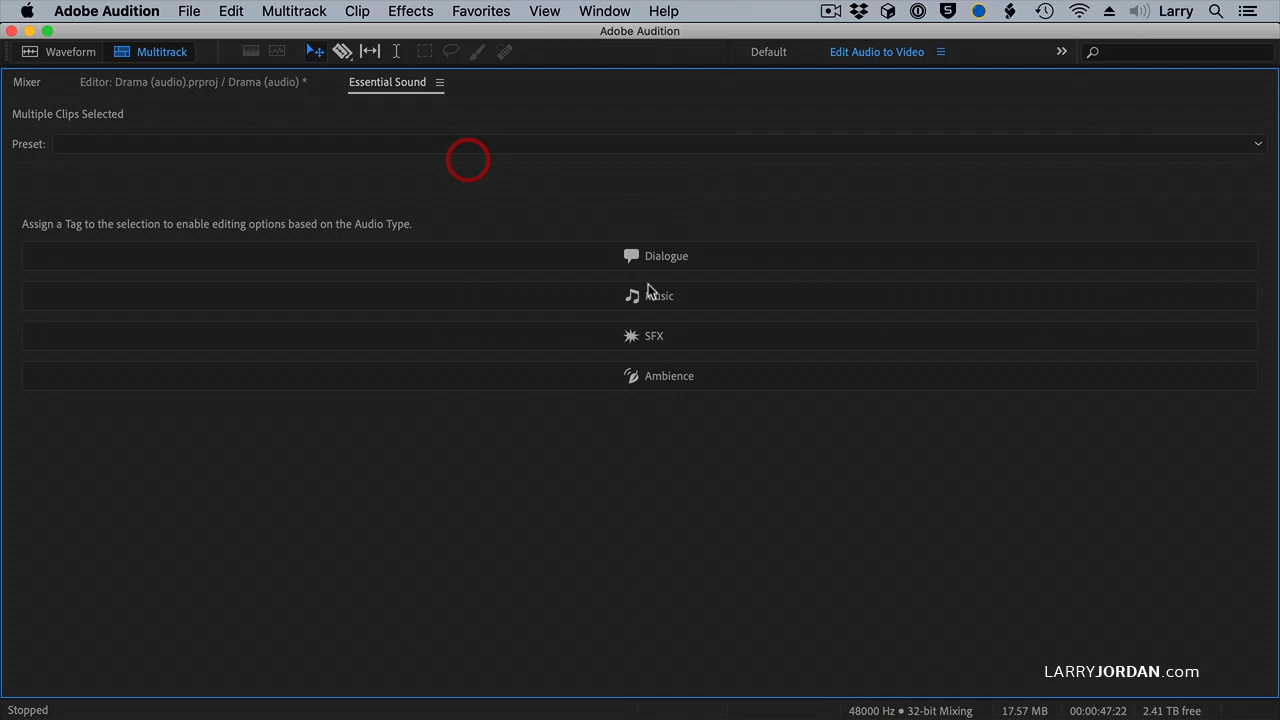 Adobe Audition File Edit Multitrack Clip Effects Favorites View Window Help Larry
Adobe Audition
Waveform Multitrack Default Edit Audio to Video
Mixer Editor: Drama (audio).prproj / Drama (audio) * Essential Sound
Multiple Clips Selected
Preset:
Assign a Tag to the selection to enable editing options based on the Audio Type.
Dialogue
Music
SFX
Ambience
LARRYJORDAN.com
Stopped 48000 Hz ● 32-bit Mixing 17.57 MB 00:00:47:22 2.41 TB free